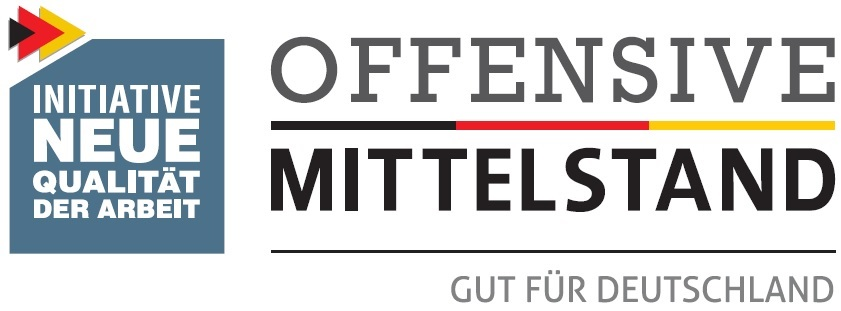 INITIATIVE
NEUE
QUALITÄT
DER ARBEIT
OFFENSIVE
MITTELSTAND
GUT FÜR DEUTSCHLAND